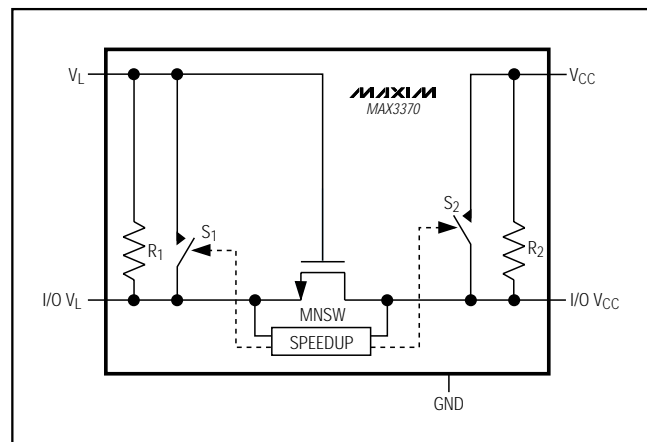 V_L
V_CC
MAXIM
MAX3370
S_1
S_2
R_1
R_2
I/O V_L
I/O V_CC
MNSW
SPEEDUP
GND